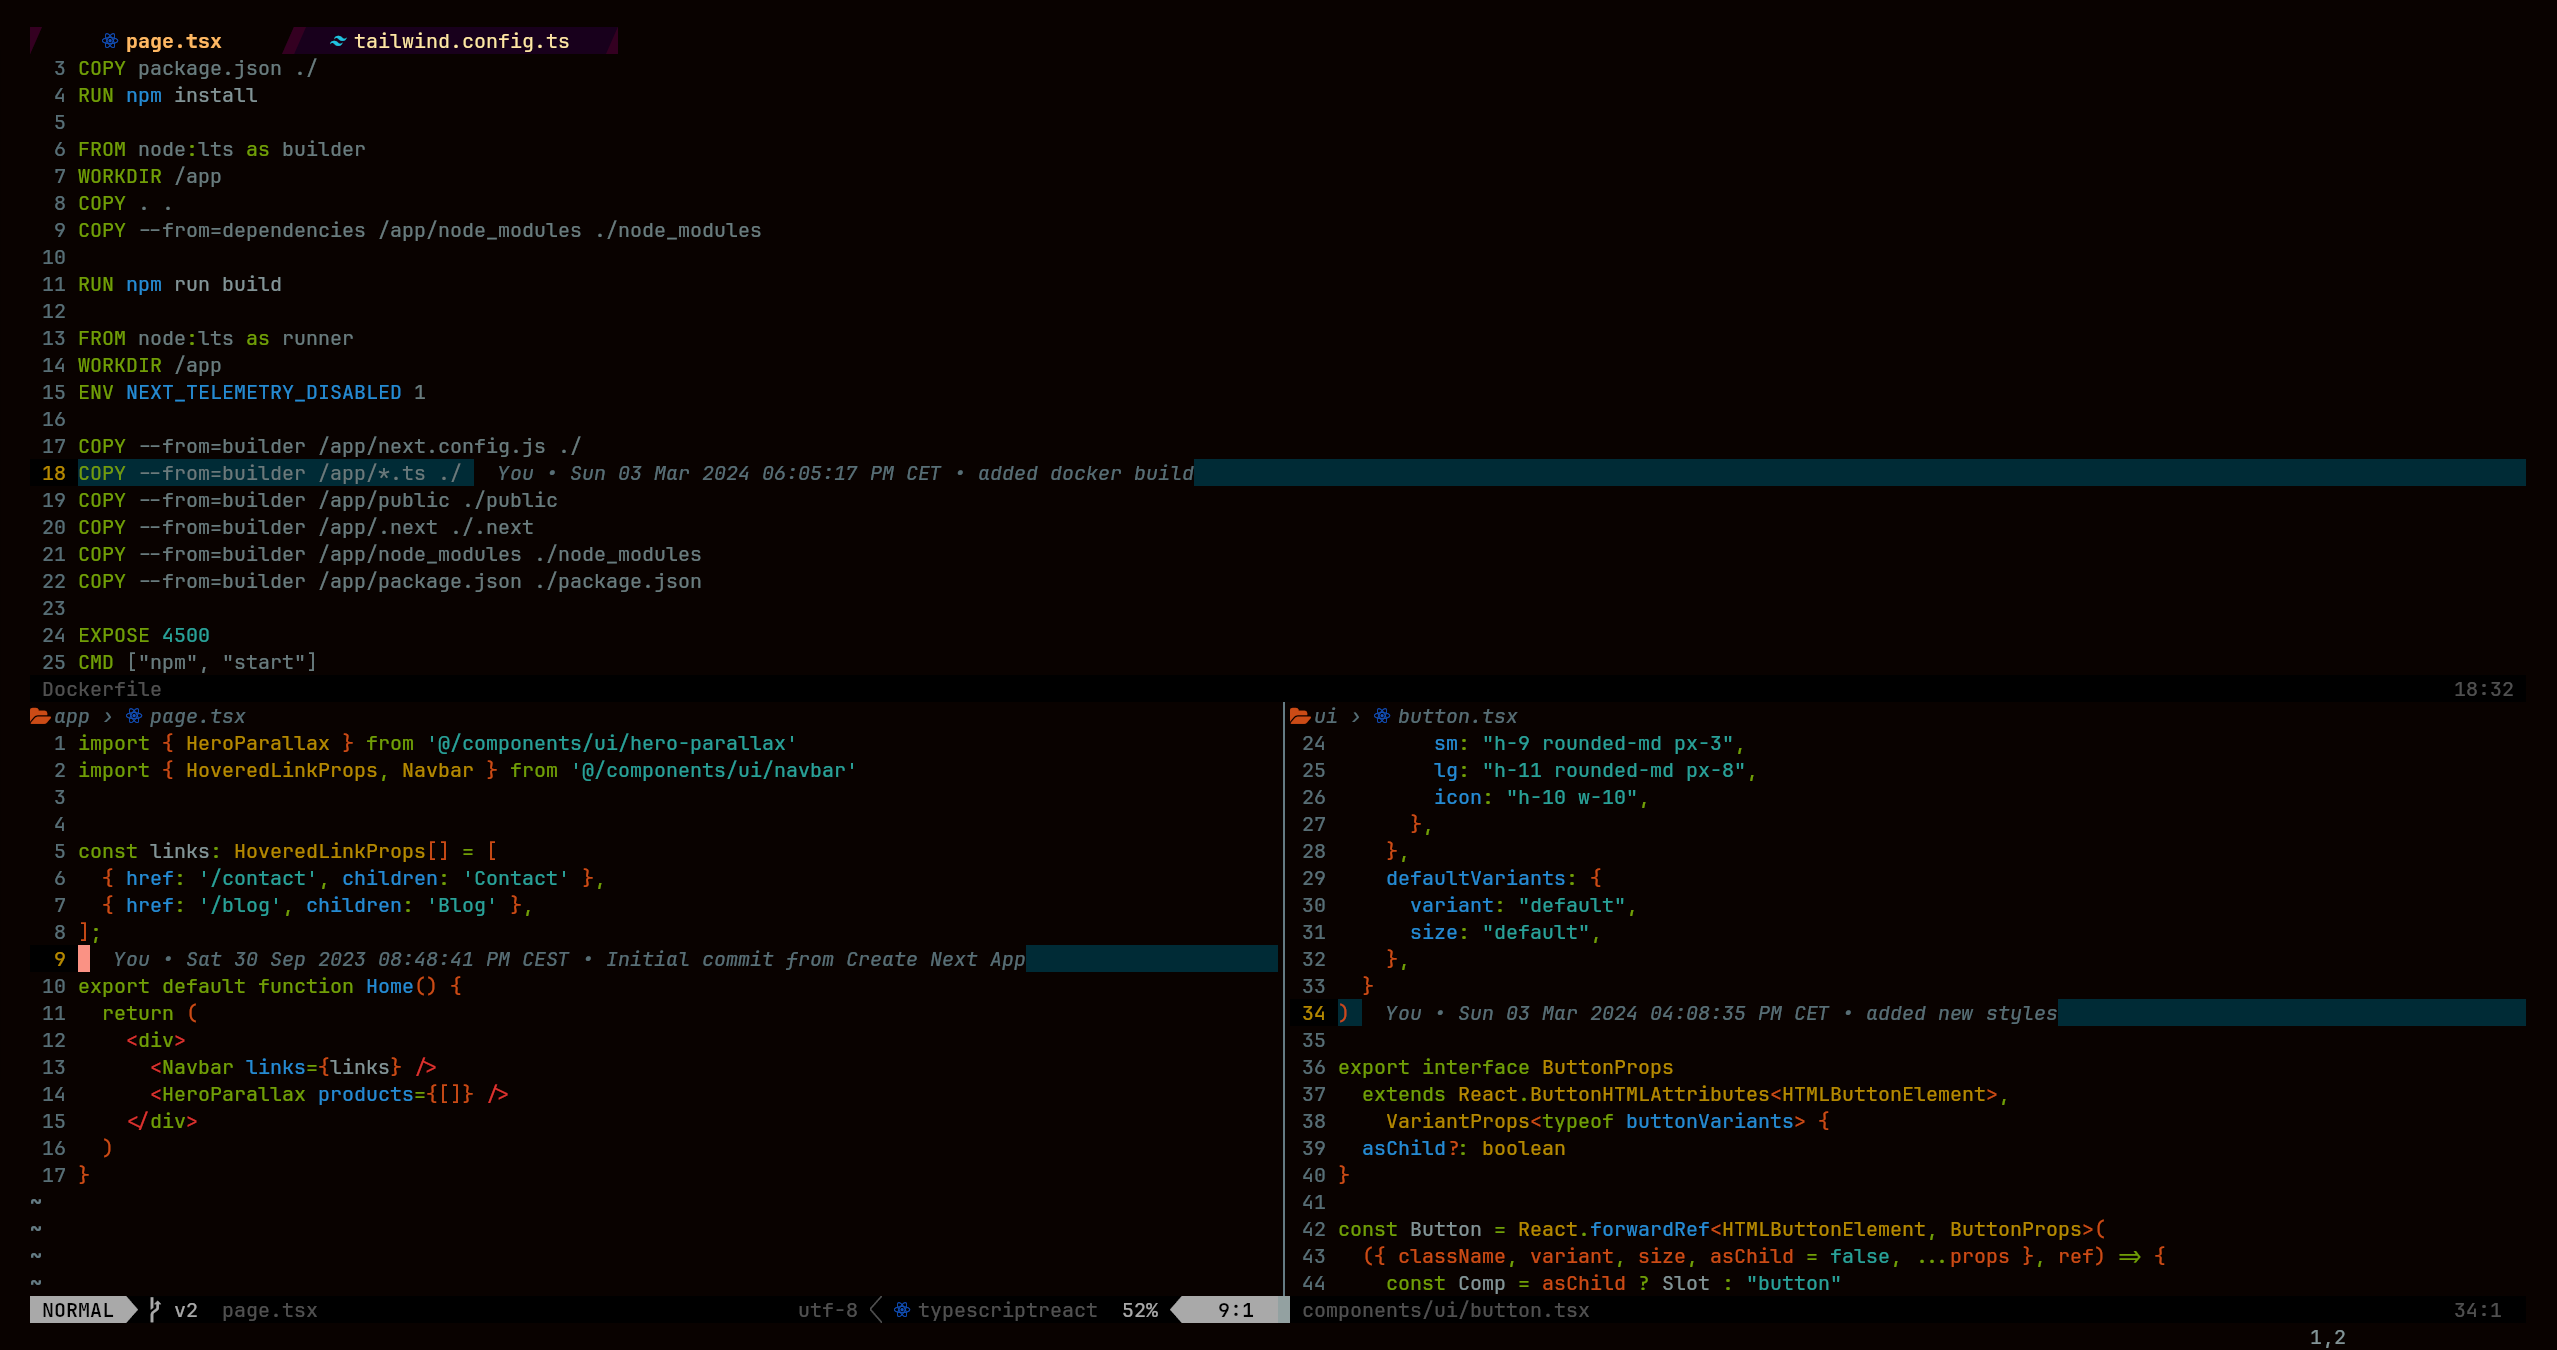 page.tsx tailwind.config.ts
3 COPY package.json ./
4 RUN npm install
5
6 FROM node:lts as builder
7 WORKDIR /app
8 COPY . .
9 COPY --from=dependencies /app/node_modules ./node_modules
10
11 RUN npm run build
12
13 FROM node:lts as runner
14 WORKDIR /app
15 ENV NEXT_TELEMETRY_DISABLED 1
16
17 COPY --from=builder /app/next.config.js ./
18 COPY --from=builder /app/*.ts ./ You • Sun 03 Mar 2024 06:05:17 PM CET • added docker build
19 COPY --from=builder /app/public ./public
20 COPY --from=builder /app/.next ./.next
21 COPY --from=builder /app/node_modules ./node_modules
22 COPY --from=builder /app/package.json ./package.json
23
24 EXPOSE 4500
25 CMD ["npm", "start"]
Dockerfile 18:32
app › page.tsx
1 import { HeroParallax } from '@/components/ui/hero-parallax'
2 import { HoveredLinkProps, Navbar } from '@/components/ui/navbar'
3
4
5 const links: HoveredLinkProps[] = [
6   { href: '/contact', children: 'Contact' },
7   { href: '/blog', children: 'Blog' },
8 ];
9 You • Sat 30 Sep 2023 08:48:41 PM CEST • Initial commit from Create Next App
10 export default function Home() {
11   return (
12     <div>
13       <Navbar links={links} />
14       <HeroParallax products={[]} />
15     </div>
16   )
17 }
~
~
~
~
NORMAL v2 page.tsx utf-8 typescriptreact 52% 9:1
ui › button.tsx
24         sm: "h-9 rounded-md px-3",
25         lg: "h-11 rounded-md px-8",
26         icon: "h-10 w-10",
27       },
28     },
29     defaultVariants: {
30       variant: "default",
31       size: "default",
32     },
33   }
34 ) You • Sun 03 Mar 2024 04:08:35 PM CET • added new styles
35
36 export interface ButtonProps
37   extends React.ButtonHTMLAttributes<HTMLButtonElement>,
38     VariantProps<typeof buttonVariants> {
39   asChild?: boolean
40 }
41
42 const Button = React.forwardRef<HTMLButtonElement, ButtonProps>(
43   ({ className, variant, size, asChild = false, ...props }, ref) => {
44     const Comp = asChild ? Slot : "button"
components/ui/button.tsx 34:1
1,2